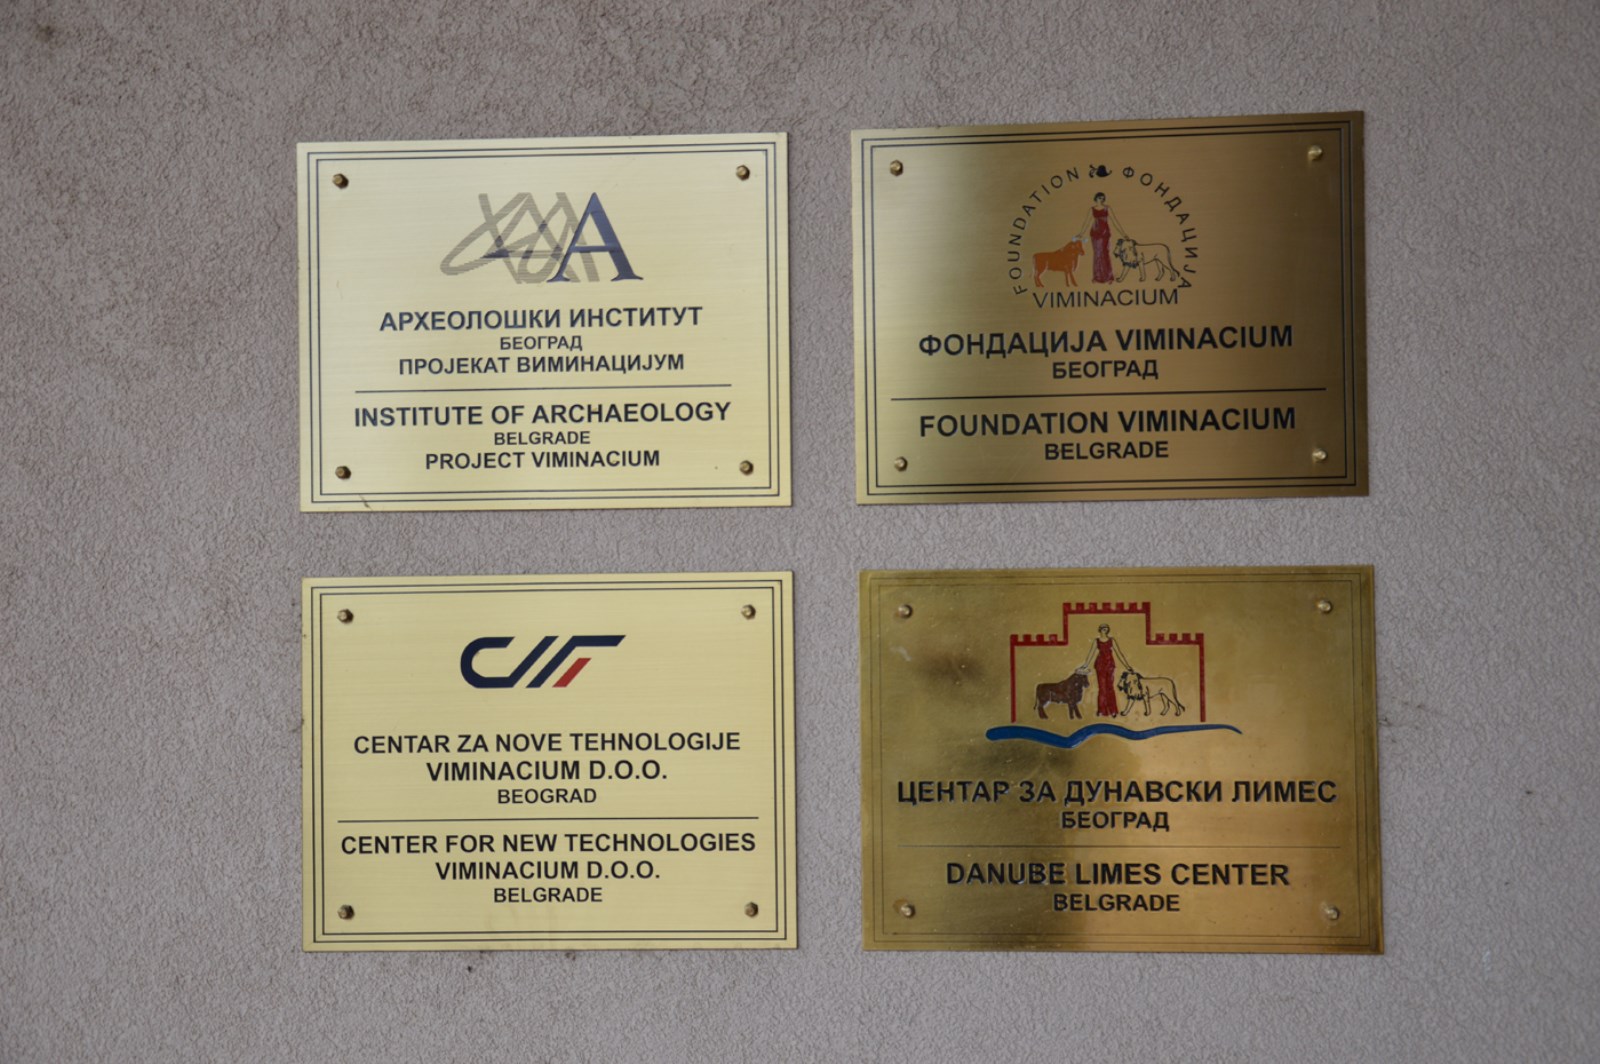 АРХЕОЛОШКИ ИНСТИТУТ
БЕОГРАД
ПРОЈЕКАТ ВИМИНАЦИЈУМ
INSTITUTE OF ARCHAEOLOGY
BELGRADE
PROJECT VIMINACIUM
FOUNDATION ФОНДАЦИЈА
VIMINACIUM
ФОНДАЦИЈА VIMINACIUM
БЕОГРАД
FOUNDATION VIMINACIUM
BELGRADE
CENTAR ZA NOVE TEHNOLOGIJE
VIMINACIUM D.O.O.
BEOGRAD
CENTER FOR NEW TECHNOLOGIES
VIMINACIUM D.O.O.
BELGRADE
ЦЕНТАР ЗА ДУНАВСКИ ЛИМЕС
БЕОГРАД
DANUBE LIMES CENTER
BELGRADE